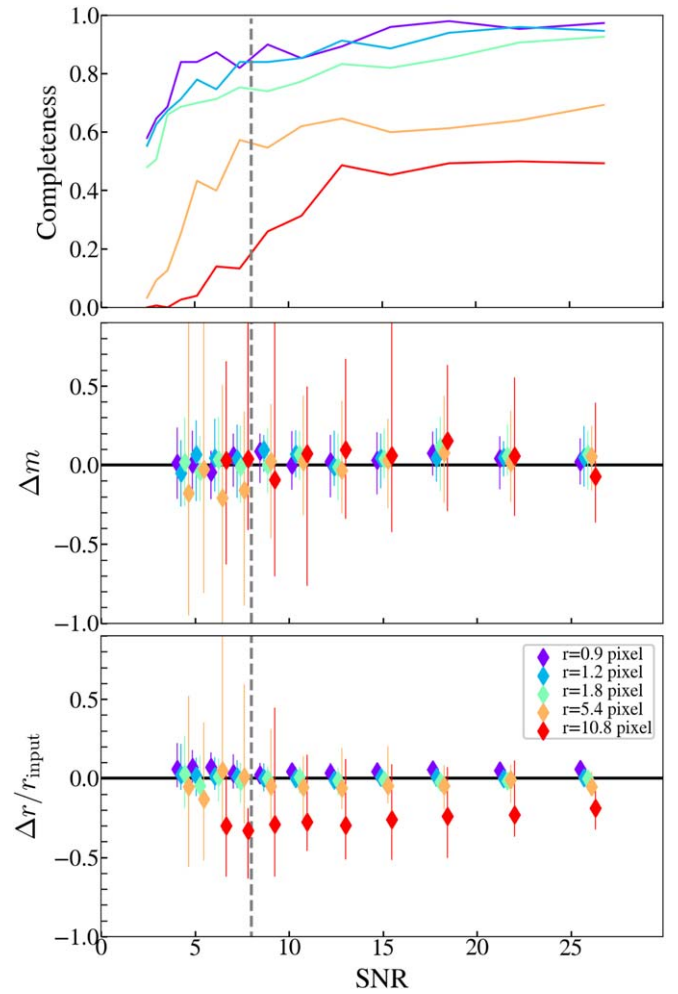 1.0
0.8
0.6
0.4
0.2
0.0
Completeness
0.5
0.0
−0.5
−1.0
Δm
r=0.9 pixel
r=1.2 pixel
r=1.8 pixel
r=5.4 pixel
r=10.8 pixel
0.5
0.0
−0.5
−1.0
Δr/r_input
0 5 10 15 20 25
SNR